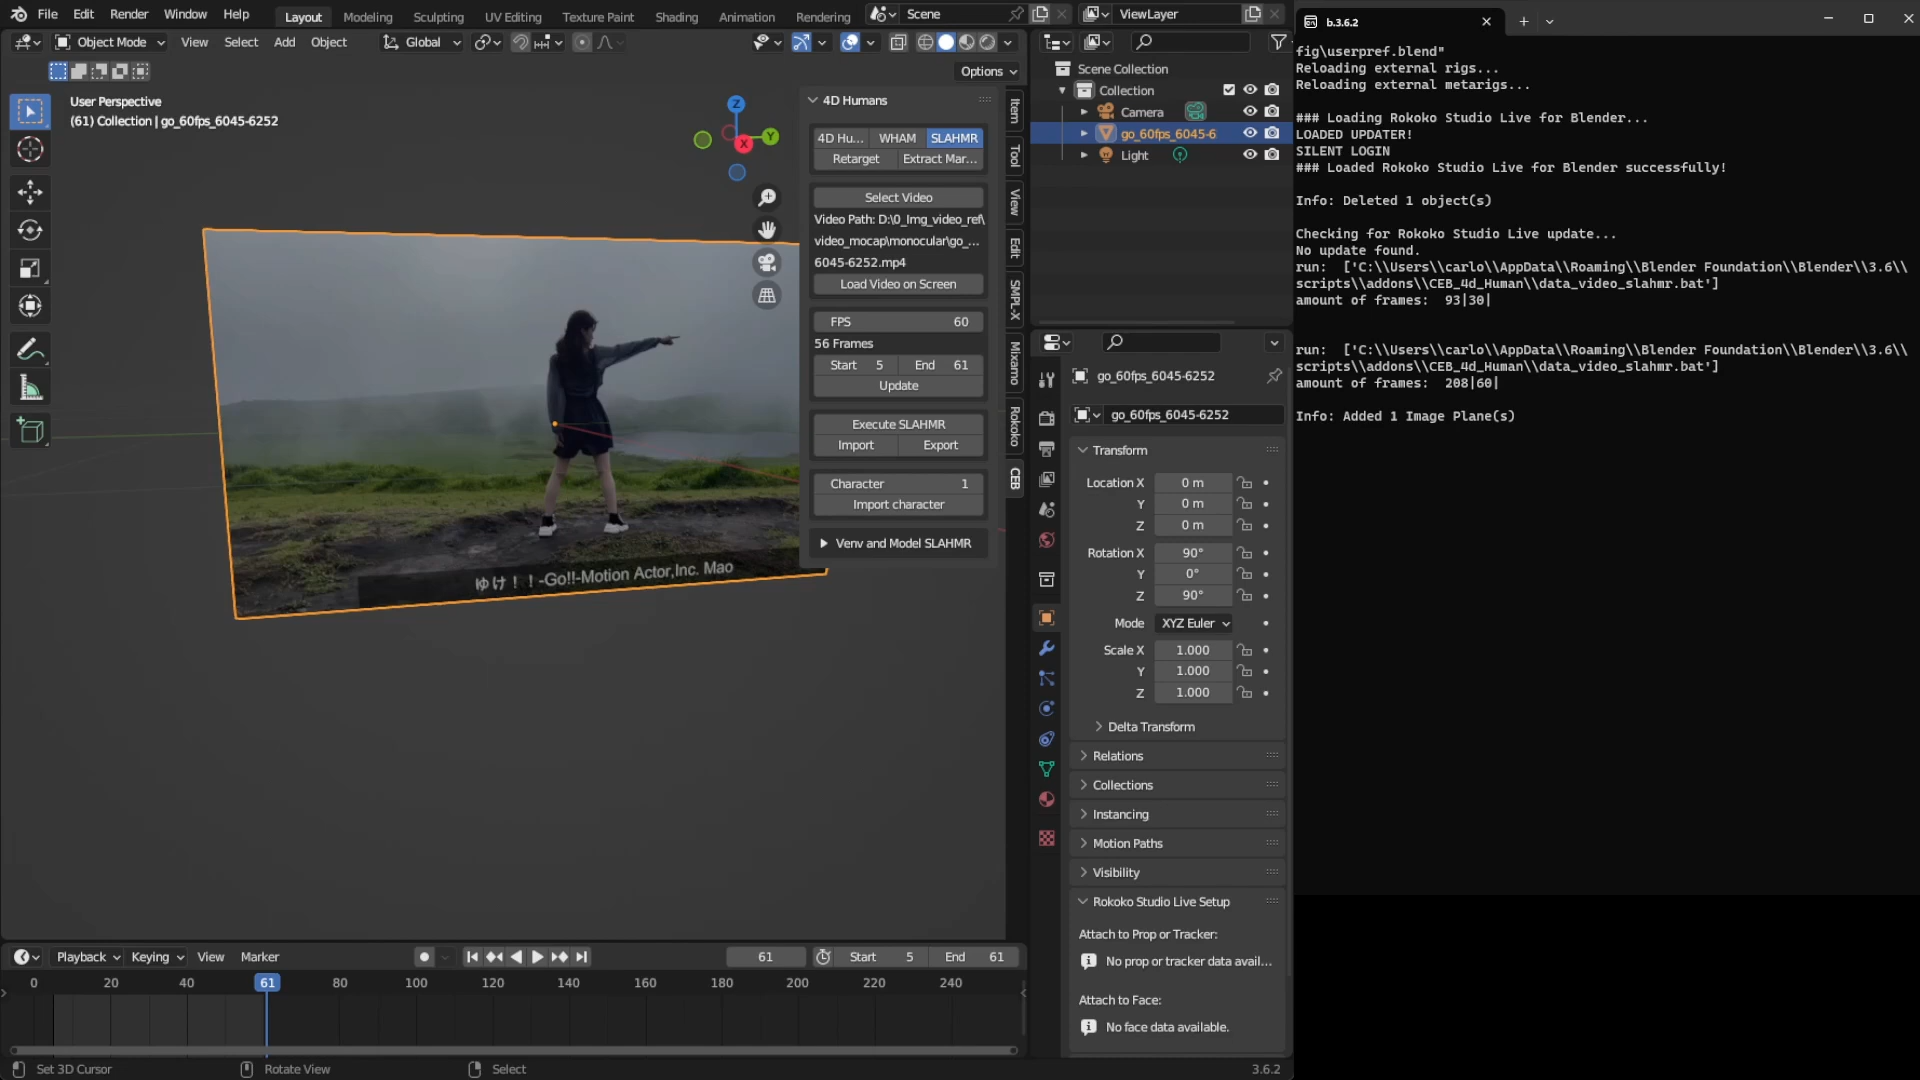 File Edit Render Window Help Layout Modeling Sculpting UV Editing Texture Paint Shading Animation Rendering Scene ViewLayer
Object Mode View Select Add Object Global
Options
User Perspective
(61) Collection | go_60fps_6045-6252
Z
Y
X
4D Humans
4D Hu... WHAM SLAHMR
Retarget Extract Mar...
Select Video
Video Path: D:\0_Img_video_ref\
video_mocap\monocular\go_...
6045-6252.mp4
Load Video on Screen
FPS 60
56 Frames
Start 5 End 61
Update
Execute SLAHMR
Import Export
Character 1
Import character
Venv and Model SLAHMR
Item
Tool
View
Edit
SMPL-X
Mixamo
Rokoko
CEB
ゆけ！！-Go!!-Motion Actor,Inc. Mao
Scene Collection
Collection
Camera
go_60fps_6045-6
Light
go_60fps_6045-6252
go_60fps_6045-6252
Transform
Location X 0 m
Y 0 m
Z 0 m
Rotation X 90°
Y 0°
Z 90°
Mode XYZ Euler
Scale X 1.000
Y 1.000
Z 1.000
Delta Transform
Relations
Collections
Instancing
Motion Paths
Visibility
Rokoko Studio Live Setup
Attach to Prop or Tracker:
No prop or tracker data avail...
Attach to Face:
No face data available.
Playback Keying View Marker 61 Start 5 End 61
0 20 40 61 80 100 120 140 160 180 200 220 240
Set 3D Cursor Rotate View Select 3.6.2
b.3.6.2
fig\userpref.blend"
Reloading external rigs...
Reloading external metarigs...
### Loading Rokoko Studio Live for Blender...
LOADED UPDATER!
SILENT LOGIN
### Loaded Rokoko Studio Live for Blender successfully!
Info: Deleted 1 object(s)
Checking for Rokoko Studio Live update...
No update found.
run:  ['C:\\Users\\carlo\\AppData\\Roaming\\Blender Foundation\\Blender\\3.6\\
scripts\\addons\\CEB_4d_Human\\data_video_slahmr.bat']
amount of frames:  93|30|
run:  ['C:\\Users\\carlo\\AppData\\Roaming\\Blender Foundation\\Blender\\3.6\\
scripts\\addons\\CEB_4d_Human\\data_video_slahmr.bat']
amount of frames:  208|60|
Info: Added 1 Image Plane(s)